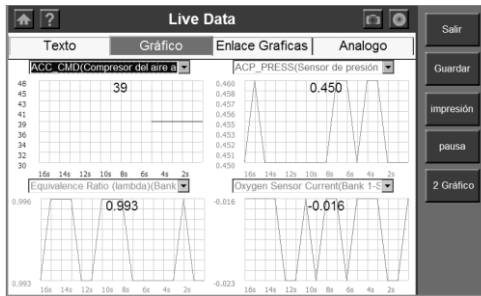 ?
Live Data
Salir
Texto
Gráfico
Enlace Graficas
Analogo
Guardar
impresión
pausa
2 Gráfico
ACC_CMD(Compresor del aire a
39
48
45
43
41
39
36
34
32
30
16s 14s 12s 10s 8s 6s 4s 2s
ACP_PRESS(Sensor de presión
0.450
0.460
0.458
0.457
0.456
0.455
0.453
0.452
0.451
0.450
16s 14s 12s 10s 8s 6s 4s 2s
Equivalence Ratio (lambda)(Bank
0.993
0.996
0.993
16s 14s 12s 10s 8s 6s 4s 2s
Oxygen Sensor Current(Bank 1-S
-0.016
-0.016
-0.023
16s 14s 12s 10s 8s 6s 4s 2s